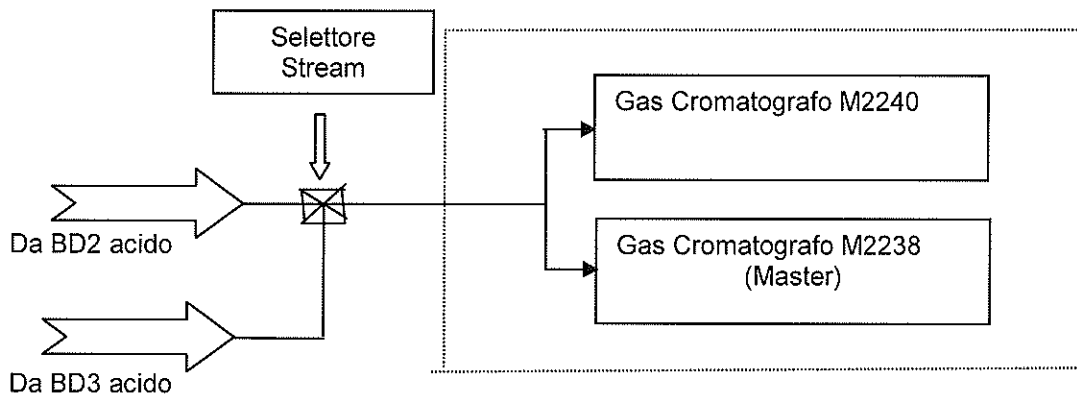 Selettore
Stream
Gas Cromatografo M2240
Da BD2 acido
Gas Cromatografo M2238
(Master)
Da BD3 acido